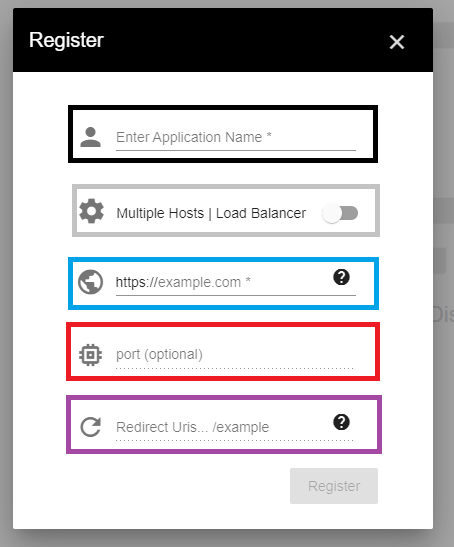 Register
Enter Application Name *
Multiple Hosts | Load Balancer
https://example.com *
port (optional)
Redirect Uris... /example
Register